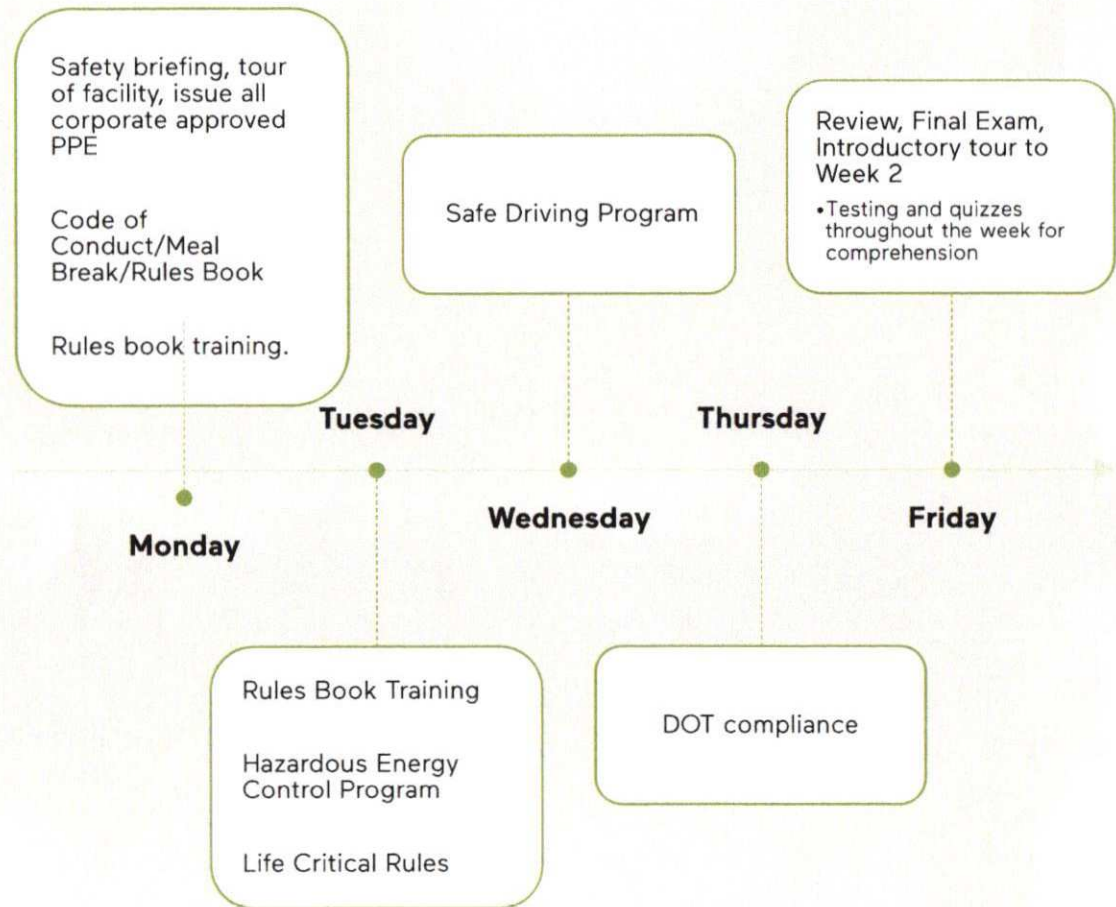 Safety briefing, tour
of facility, issue all
corporate approved
PPE
Code of
Conduct/Meal
Break/Rules Book
Rules book training.
Monday
Tuesday
Rules Book Training
Hazardous Energy
Control Program
Life Critical Rules
Safe Driving Program
Wednesday
Thursday
DOT compliance
Review, Final Exam,
Introductory tour to
Week 2
•Testing and quizzes
throughout the week for
comprehension
Friday